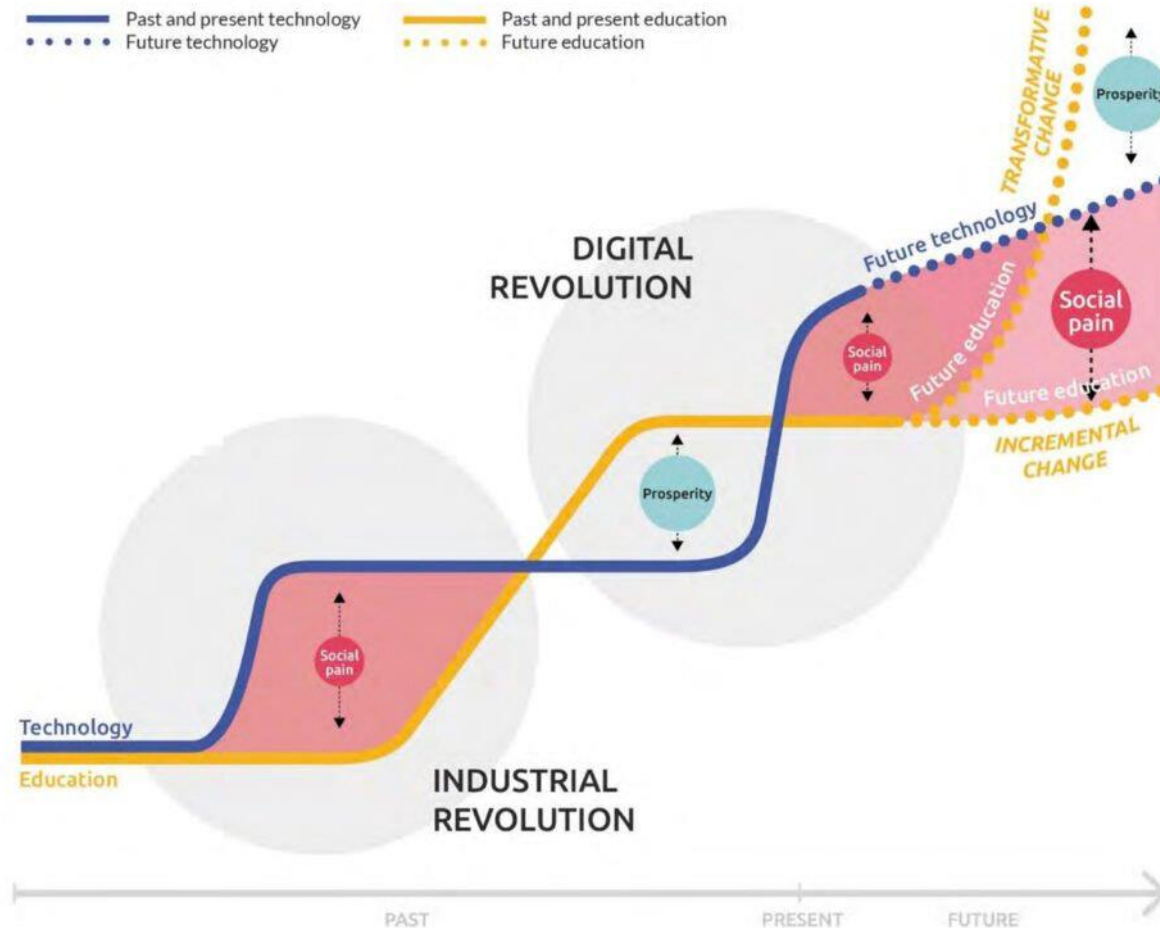 Past and present technology
Future technology
Past and present education
Future education
TRANSFORMATIVE
CHANGE
Prosperity
Future technology
DIGITAL
REVOLUTION
Future education
Social
pain
Social
pain
Future education
INCREMENTAL
CHANGE
Prosperity
Social
pain
Technology
Education
INDUSTRIAL
REVOLUTION
PAST
PRESENT
FUTURE